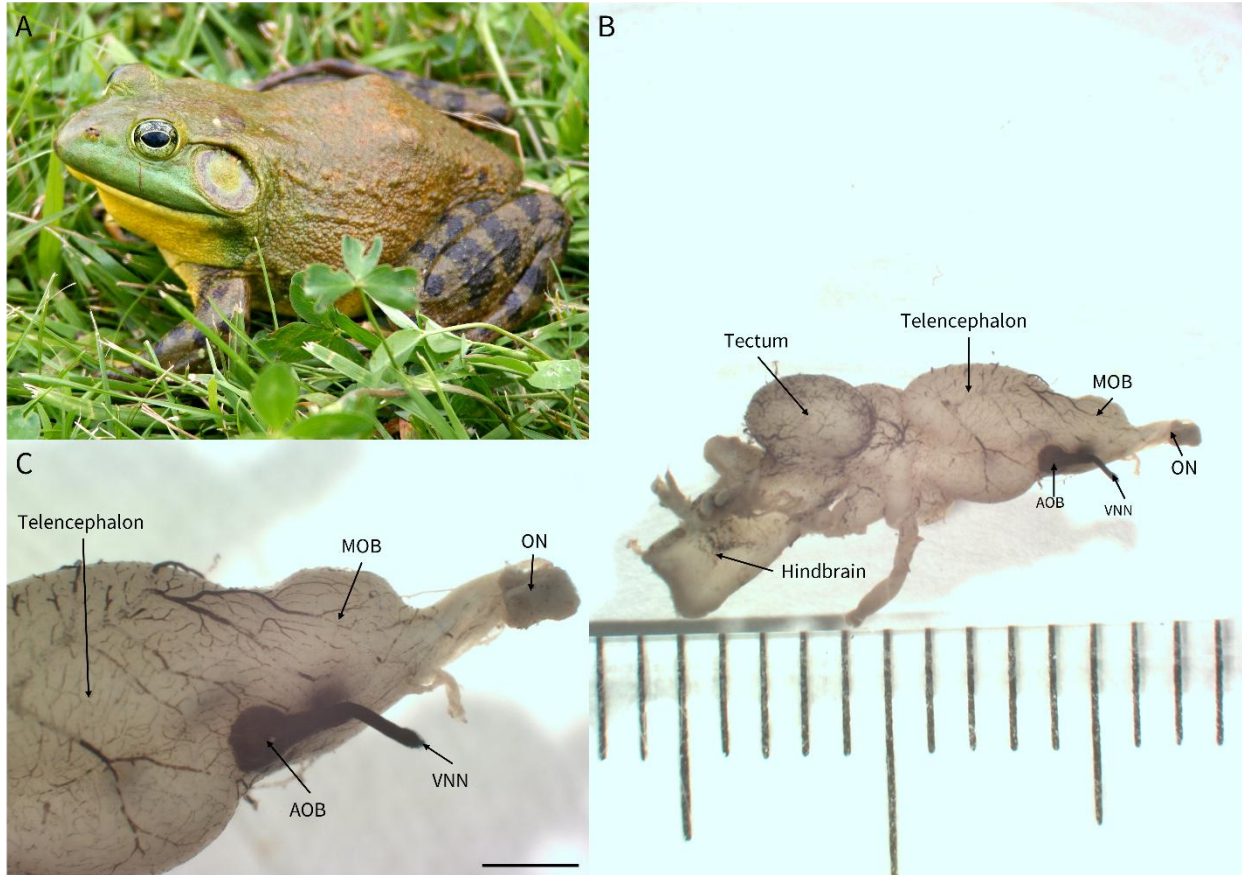 A
B
Telencephalon
Tectum
MOB
ON
AOB
VNN
Hindbrain
C
Telencephalon
MOB
ON
VNN
AOB